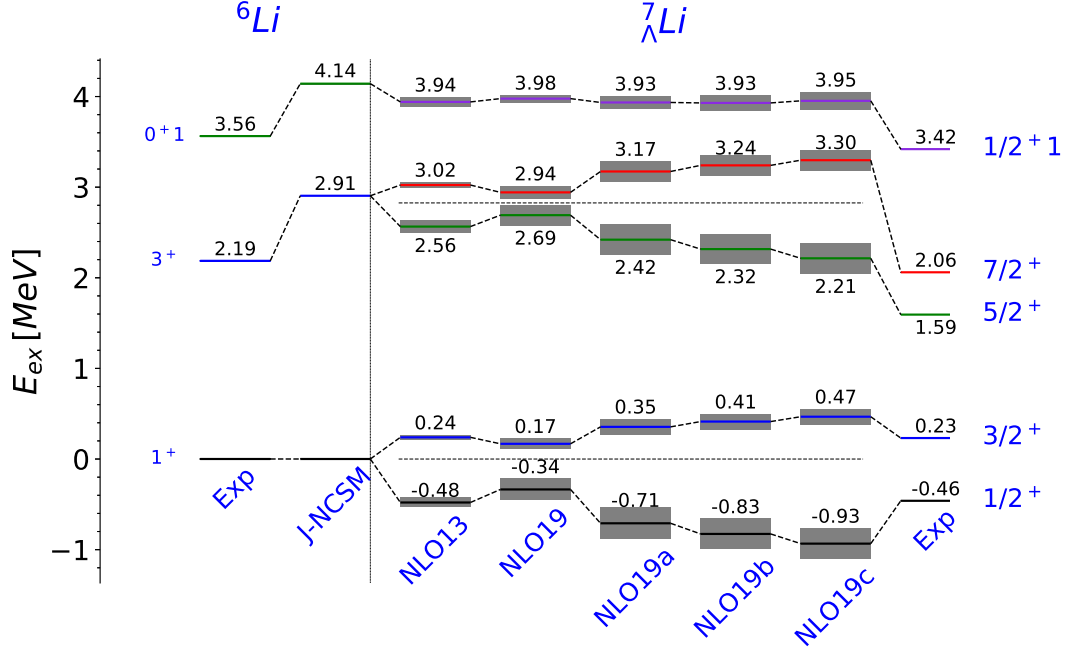 ⁶Li ⁷ΛLi
E_ex [MeV]
4
3
2
1
0
−1
0⁺1 3.56 4.14 3.94 3.98 3.93 3.93 3.95 3.42 1/2⁺1
3⁺ 2.19 2.91 3.02 2.94 3.17 3.24 3.30 2.06 7/2⁺
2.56 2.69 2.42 2.32 2.21 1.59 5/2⁺
1⁺ 0.24 0.17 0.35 0.41 0.47 0.23 3/2⁺
-0.48 -0.34 -0.71 -0.83 -0.93 -0.46 1/2⁺
Exp J-NCSM NLO13 NLO19 NLO19a NLO19b NLO19c Exp